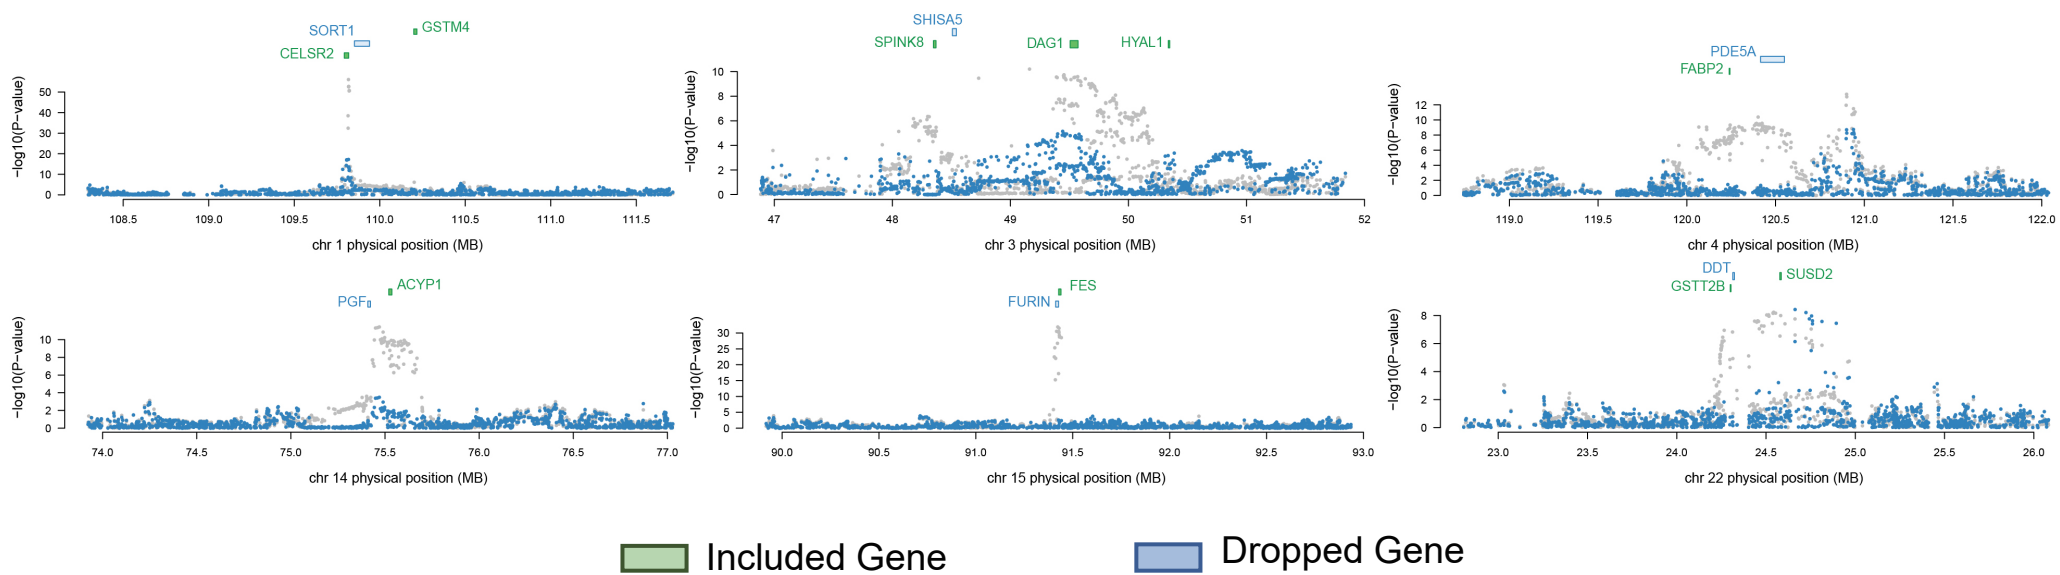 SORT1
GSTM4
CELSR2
−log10(P−value)
50
40
30
20
10
0
108.5 109.0 109.5 110.0 110.5 111.0 111.5
chr 1 physical position (MB)
SHISA5
SPINK8
DAG1
HYAL1
−log10(P−value)
10
8
6
4
2
0
47 48 49 50 51 52
chr 3 physical position (MB)
PDE5A
FABP2
−log10(P−value)
12
10
8
6
4
2
0
119.0 119.5 120.0 120.5 121.0 121.5 122.0
chr 4 physical position (MB)
ACYP1
PGF
−log10(P−value)
10
8
6
4
2
0
74.0 74.5 75.0 75.5 76.0 76.5 77.0
chr 14 physical position (MB)
FES
FURIN
−log10(P−value)
30
25
20
15
10
5
0
90.0 90.5 91.0 91.5 92.0 92.5 93.0
chr 15 physical position (MB)
DDT
SUSD2
GSTT2B
−log10(P−value)
8
6
4
2
0
23.0 23.5 24.0 24.5 25.0 25.5 26.0
chr 22 physical position (MB)
Included Gene
Dropped Gene